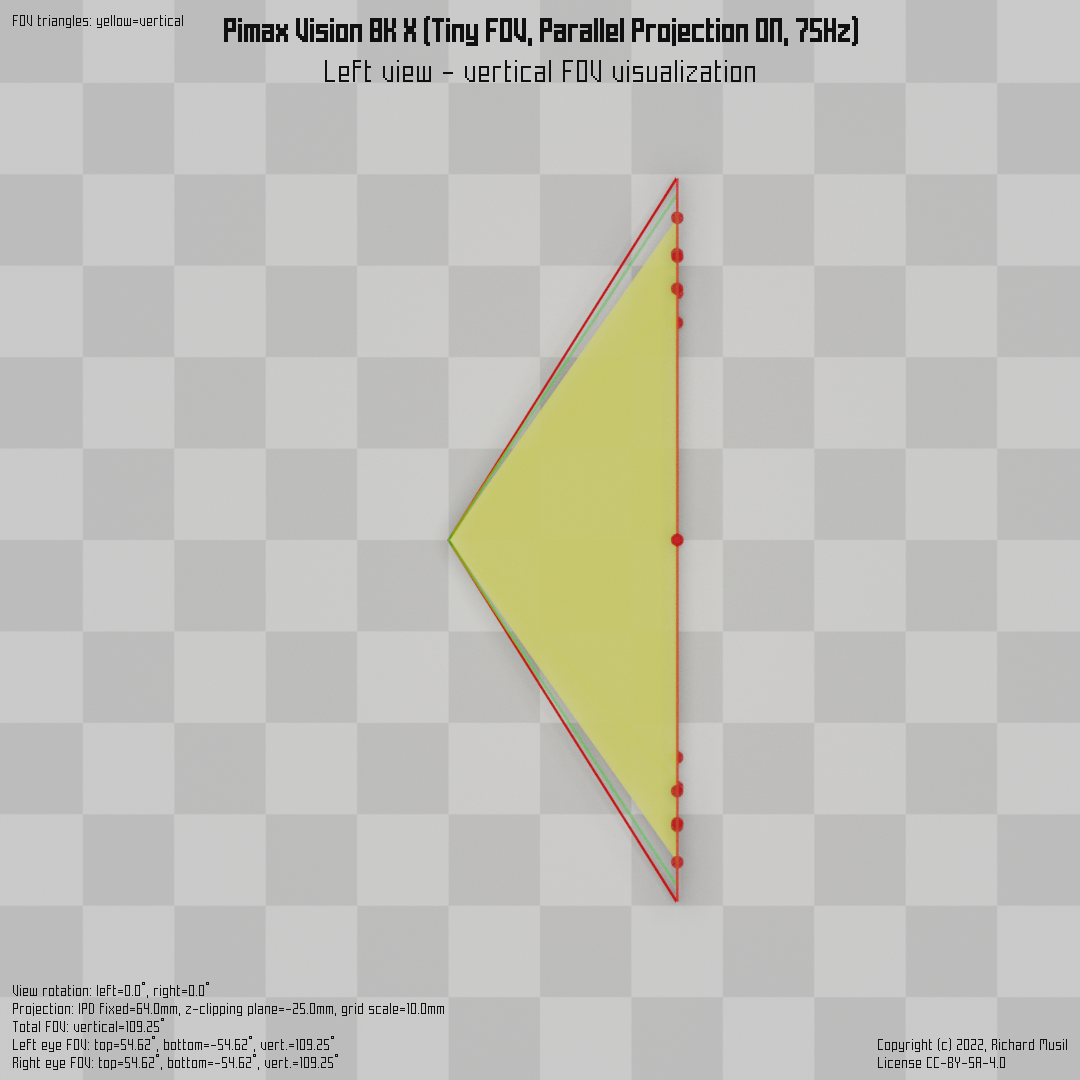 FOV triangles: yellow=vertical
Pimax Vision 8K X (Tiny FOV, Parallel Projection ON, 75Hz)
Left view - vertical FOV visualization
View rotation: left=0.0°, right=0.0°
Projection: IPD fixed=64.0mm, z-clipping plane=-25.0mm, grid scale=10.0mm
Total FOV: vertical=109.25°
Left eye FOV: top=54.62°, bottom=-54.62°, vert.=109.25°
Right eye FOV: top=54.62°, bottom=-54.62°, vert.=109.25°
Copyright (c) 2022, Richard Musil
License CC-BY-SA-4.0